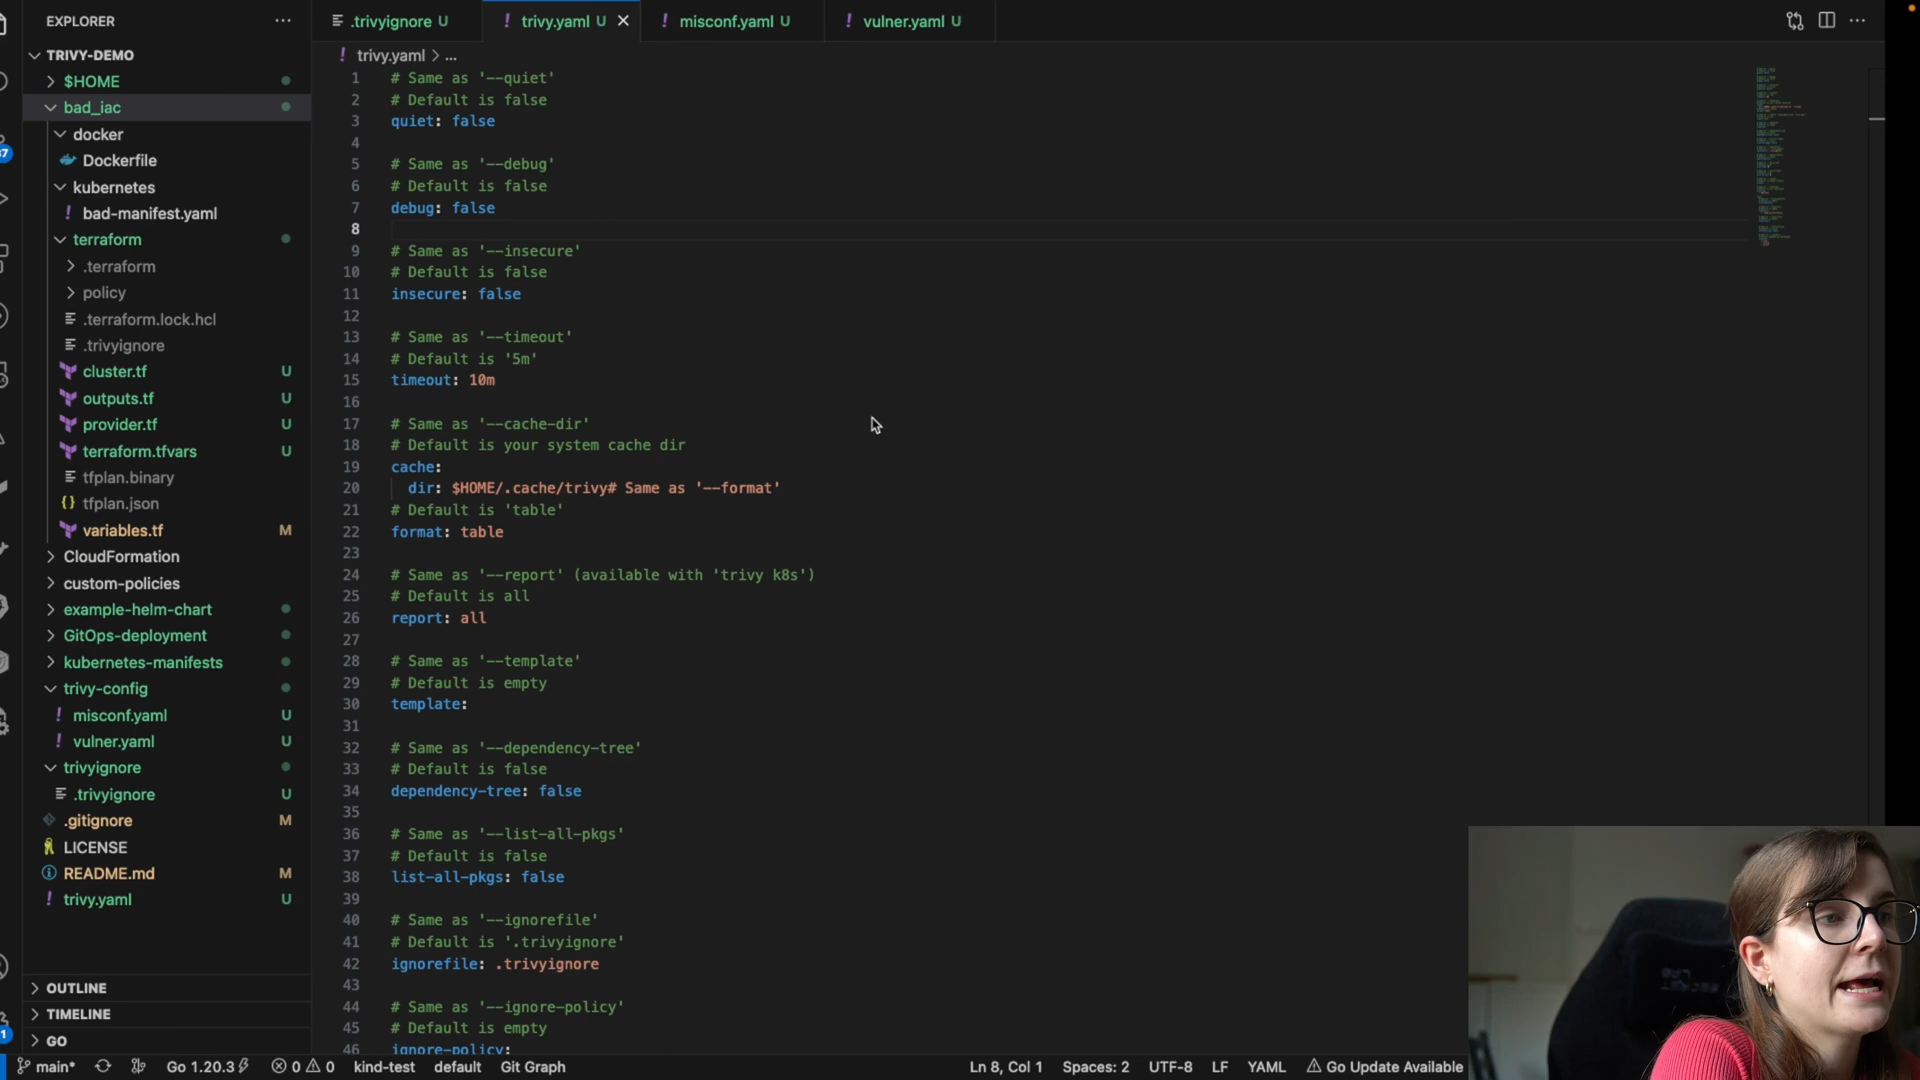 EXPLORER
TRIVY-DEMO
$HOME
bad_iac
docker
Dockerfile
kubernetes
bad-manifest.yaml
terraform
.terraform
policy
.terraform.lock.hcl
.trivyignore
cluster.tf U
outputs.tf U
provider.tf U
terraform.tfvars U
tfplan.binary
tfplan.json
variables.tf M
CloudFormation
custom-policies
example-helm-chart
GitOps-deployment
kubernetes-manifests
trivy-config
misconf.yaml U
vulner.yaml U
trivyignore
.trivyignore U
.gitignore M
LICENSE
README.md M
trivy.yaml U
OUTLINE
TIMELINE
GO
.trivyignore U
trivy.yaml U
misconf.yaml U
vulner.yaml U
trivy.yaml > ...
1 # Same as '--quiet'
2 # Default is false
3 quiet: false
4
5 # Same as '--debug'
6 # Default is false
7 debug: false
8
9 # Same as '--insecure'
10 # Default is false
11 insecure: false
12
13 # Same as '--timeout'
14 # Default is '5m'
15 timeout: 10m
16
17 # Same as '--cache-dir'
18 # Default is your system cache dir
19 cache:
20 dir: $HOME/.cache/trivy# Same as '--format'
21 # Default is 'table'
22 format: table
23
24 # Same as '--report' (available with 'trivy k8s')
25 # Default is all
26 report: all
27
28 # Same as '--template'
29 # Default is empty
30 template:
31
32 # Same as '--dependency-tree'
33 # Default is false
34 dependency-tree: false
35
36 # Same as '--list-all-pkgs'
37 # Default is false
38 list-all-pkgs: false
39
40 # Same as '--ignorefile'
41 # Default is '.trivyignore'
42 ignorefile: .trivyignore
43
44 # Same as '--ignore-policy'
45 # Default is empty
46 ignore-policy:
main* Go 1.20.3 0 0 kind-test default Git Graph Ln 8, Col 1 Spaces: 2 UTF-8 LF YAML Go Update Available